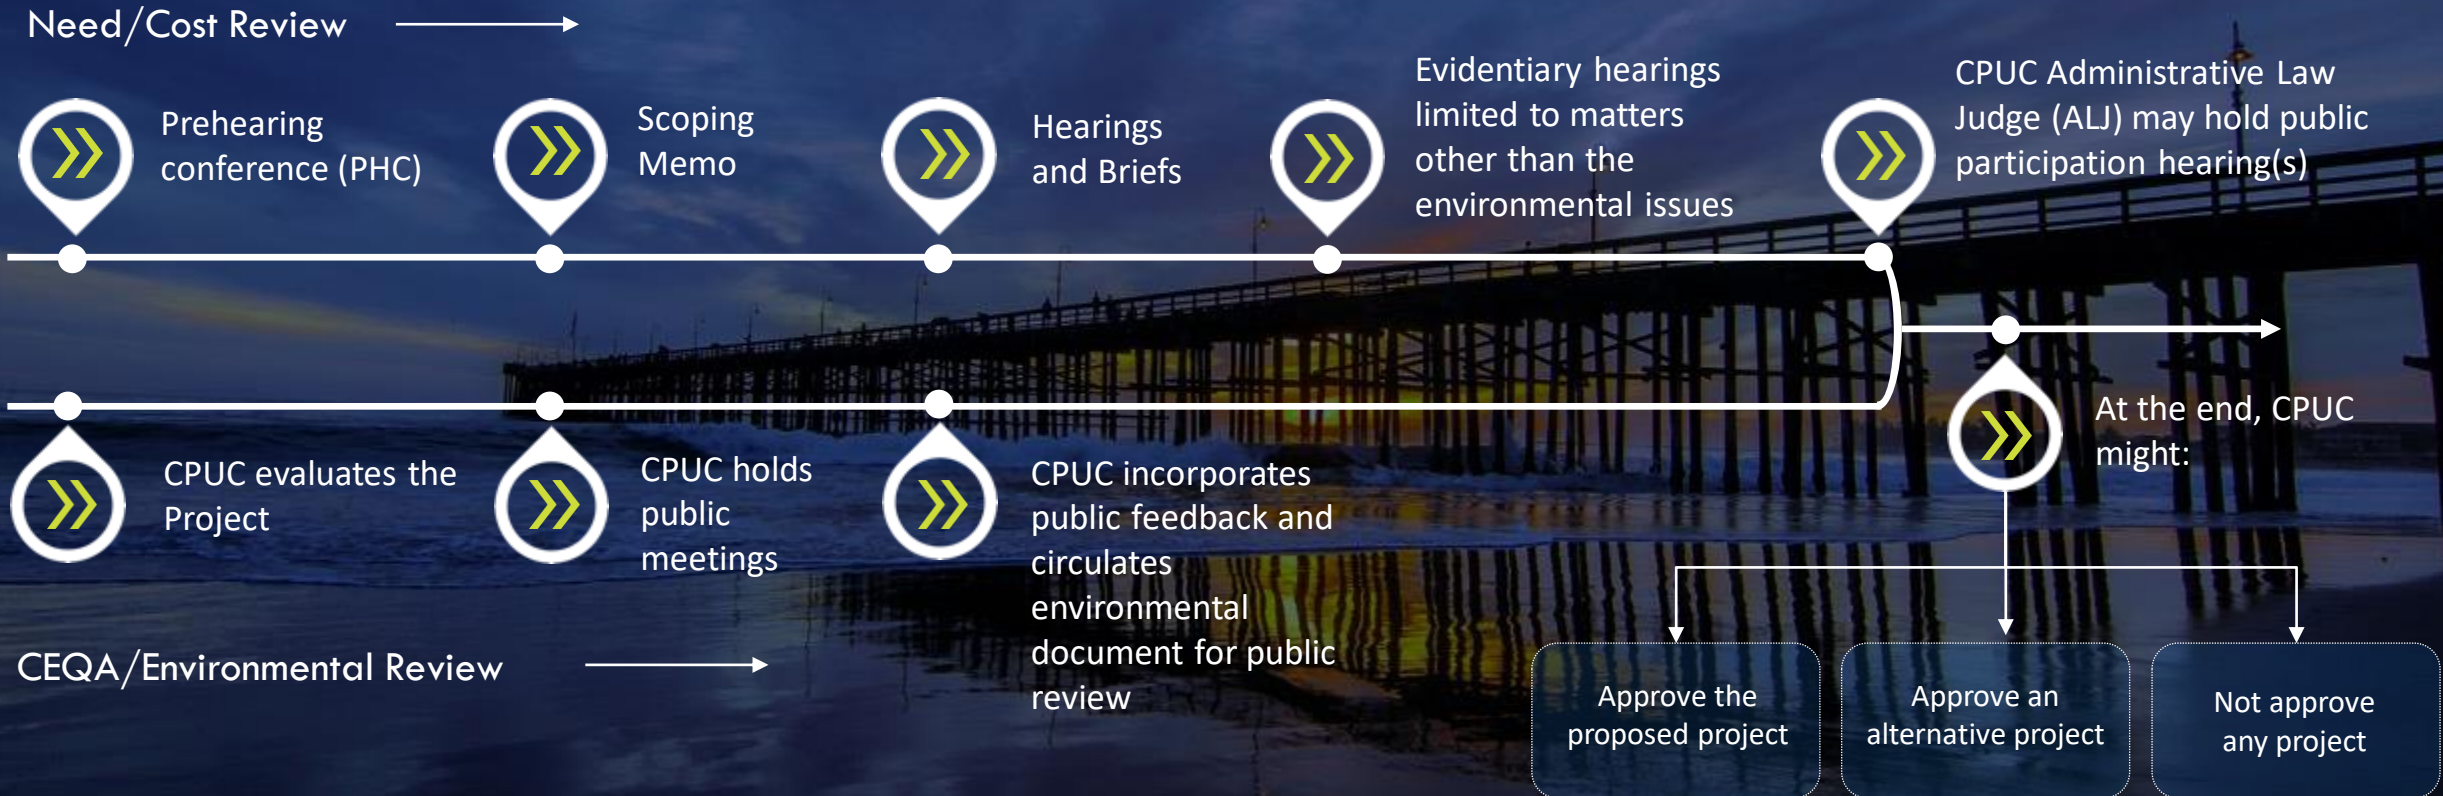 Need/Cost Review
Prehearing
conference (PHC)
Scoping
Memo
Hearings
and Briefs
Evidentiary hearings
limited to matters
other than the
environmental issues
CPUC Administrative Law
Judge (ALJ) may hold public
participation hearing(s)
CPUC evaluates the
Project
CPUC holds
public
meetings
CPUC incorporates
public feedback and
circulates
environmental
document for public
review
At the end, CPUC
might:
CEQA/Environmental Review
Approve the
proposed project
Approve an
alternative project
Not approve
any project